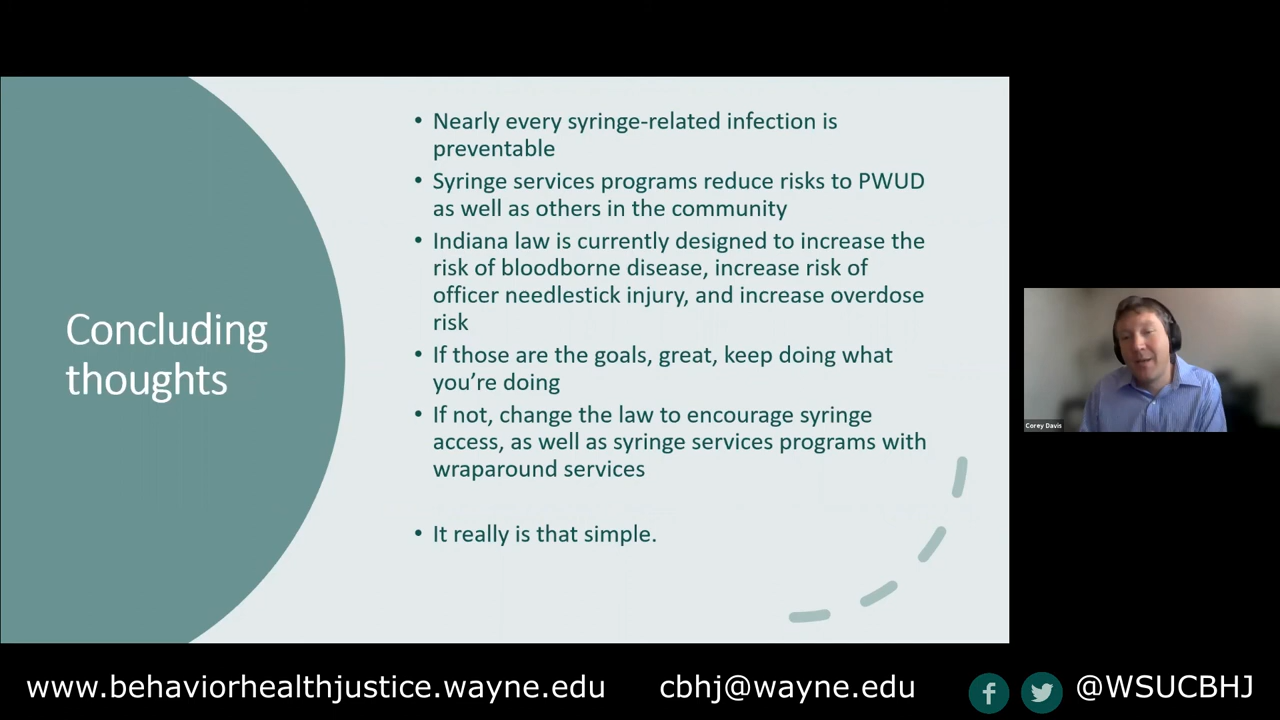 Concluding
thoughts
• Nearly every syringe-related infection is
preventable
• Syringe services programs reduce risks to PWUD
as well as others in the community
• Indiana law is currently designed to increase the
risk of bloodborne disease, increase risk of
officer needlestick injury, and increase overdose
risk
• If those are the goals, great, keep doing what
you’re doing
• If not, change the law to encourage syringe
access, as well as syringe services programs with
wraparound services
• It really is that simple.
Corey Davis
www.behaviorhealthjustice.wayne.edu cbhj@wayne.edu @WSUCBHJ